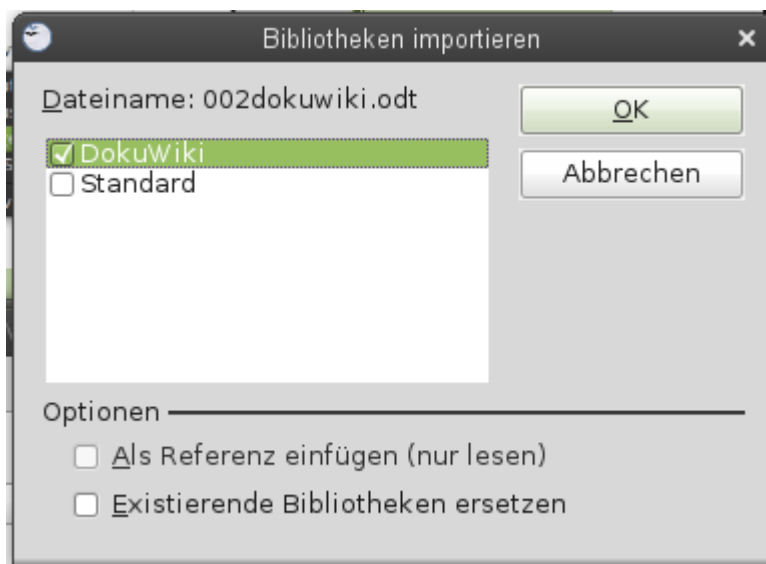 Bibliotheken importieren
Dateiname: 002dokuwiki.odt
OK
DokuWiki
Standard
Abbrechen
Optionen
Als Referenz einfügen (nur lesen)
Existierende Bibliotheken ersetzen